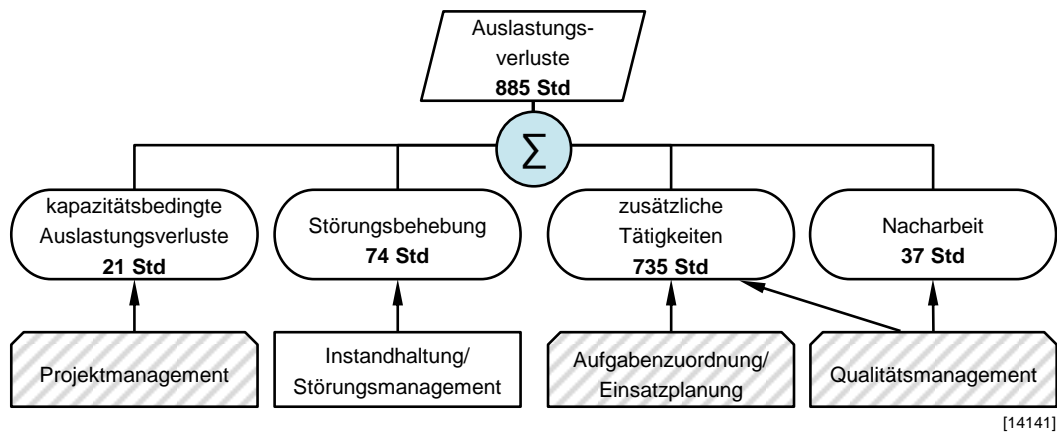 Auslastungs-
verluste
885 Std
∑
kapazitätsbedingte
Auslastungsverluste
21 Std
Störungsbehebung
74 Std
zusätzliche
Tätigkeiten
735 Std
Nacharbeit
37 Std
Projektmanagement
Instandhaltung/
Störungsmanagement
Aufgabenzuordnung/
Einsatzplanung
Qualitätsmanagement
[14141]